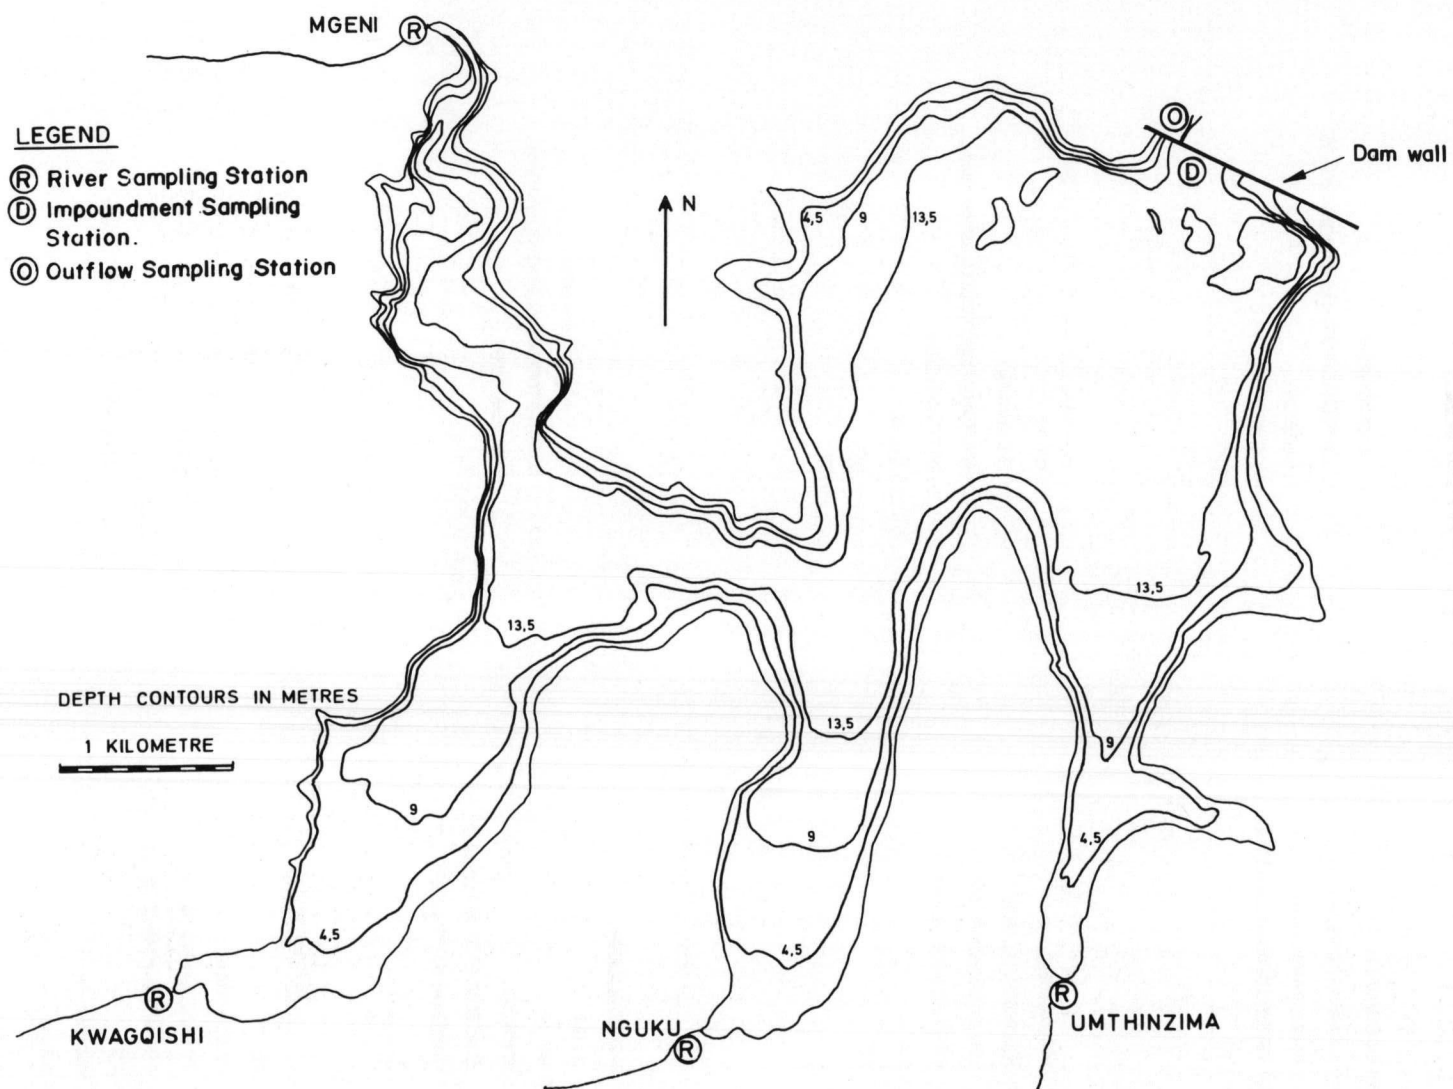 MGENI R
LEGEND
R River Sampling Station
D Impoundment Sampling
Station.
O Outflow Sampling Station
N
O
D
Dam wall
4,5 9 13,5
13,5
13,5
DEPTH CONTOURS IN METRES
1 KILOMETRE
13,5
9
9
9
4,5
4,5
4,5
R
KWAGQISHI
NGUKU
R
R
UMTHINZIMA